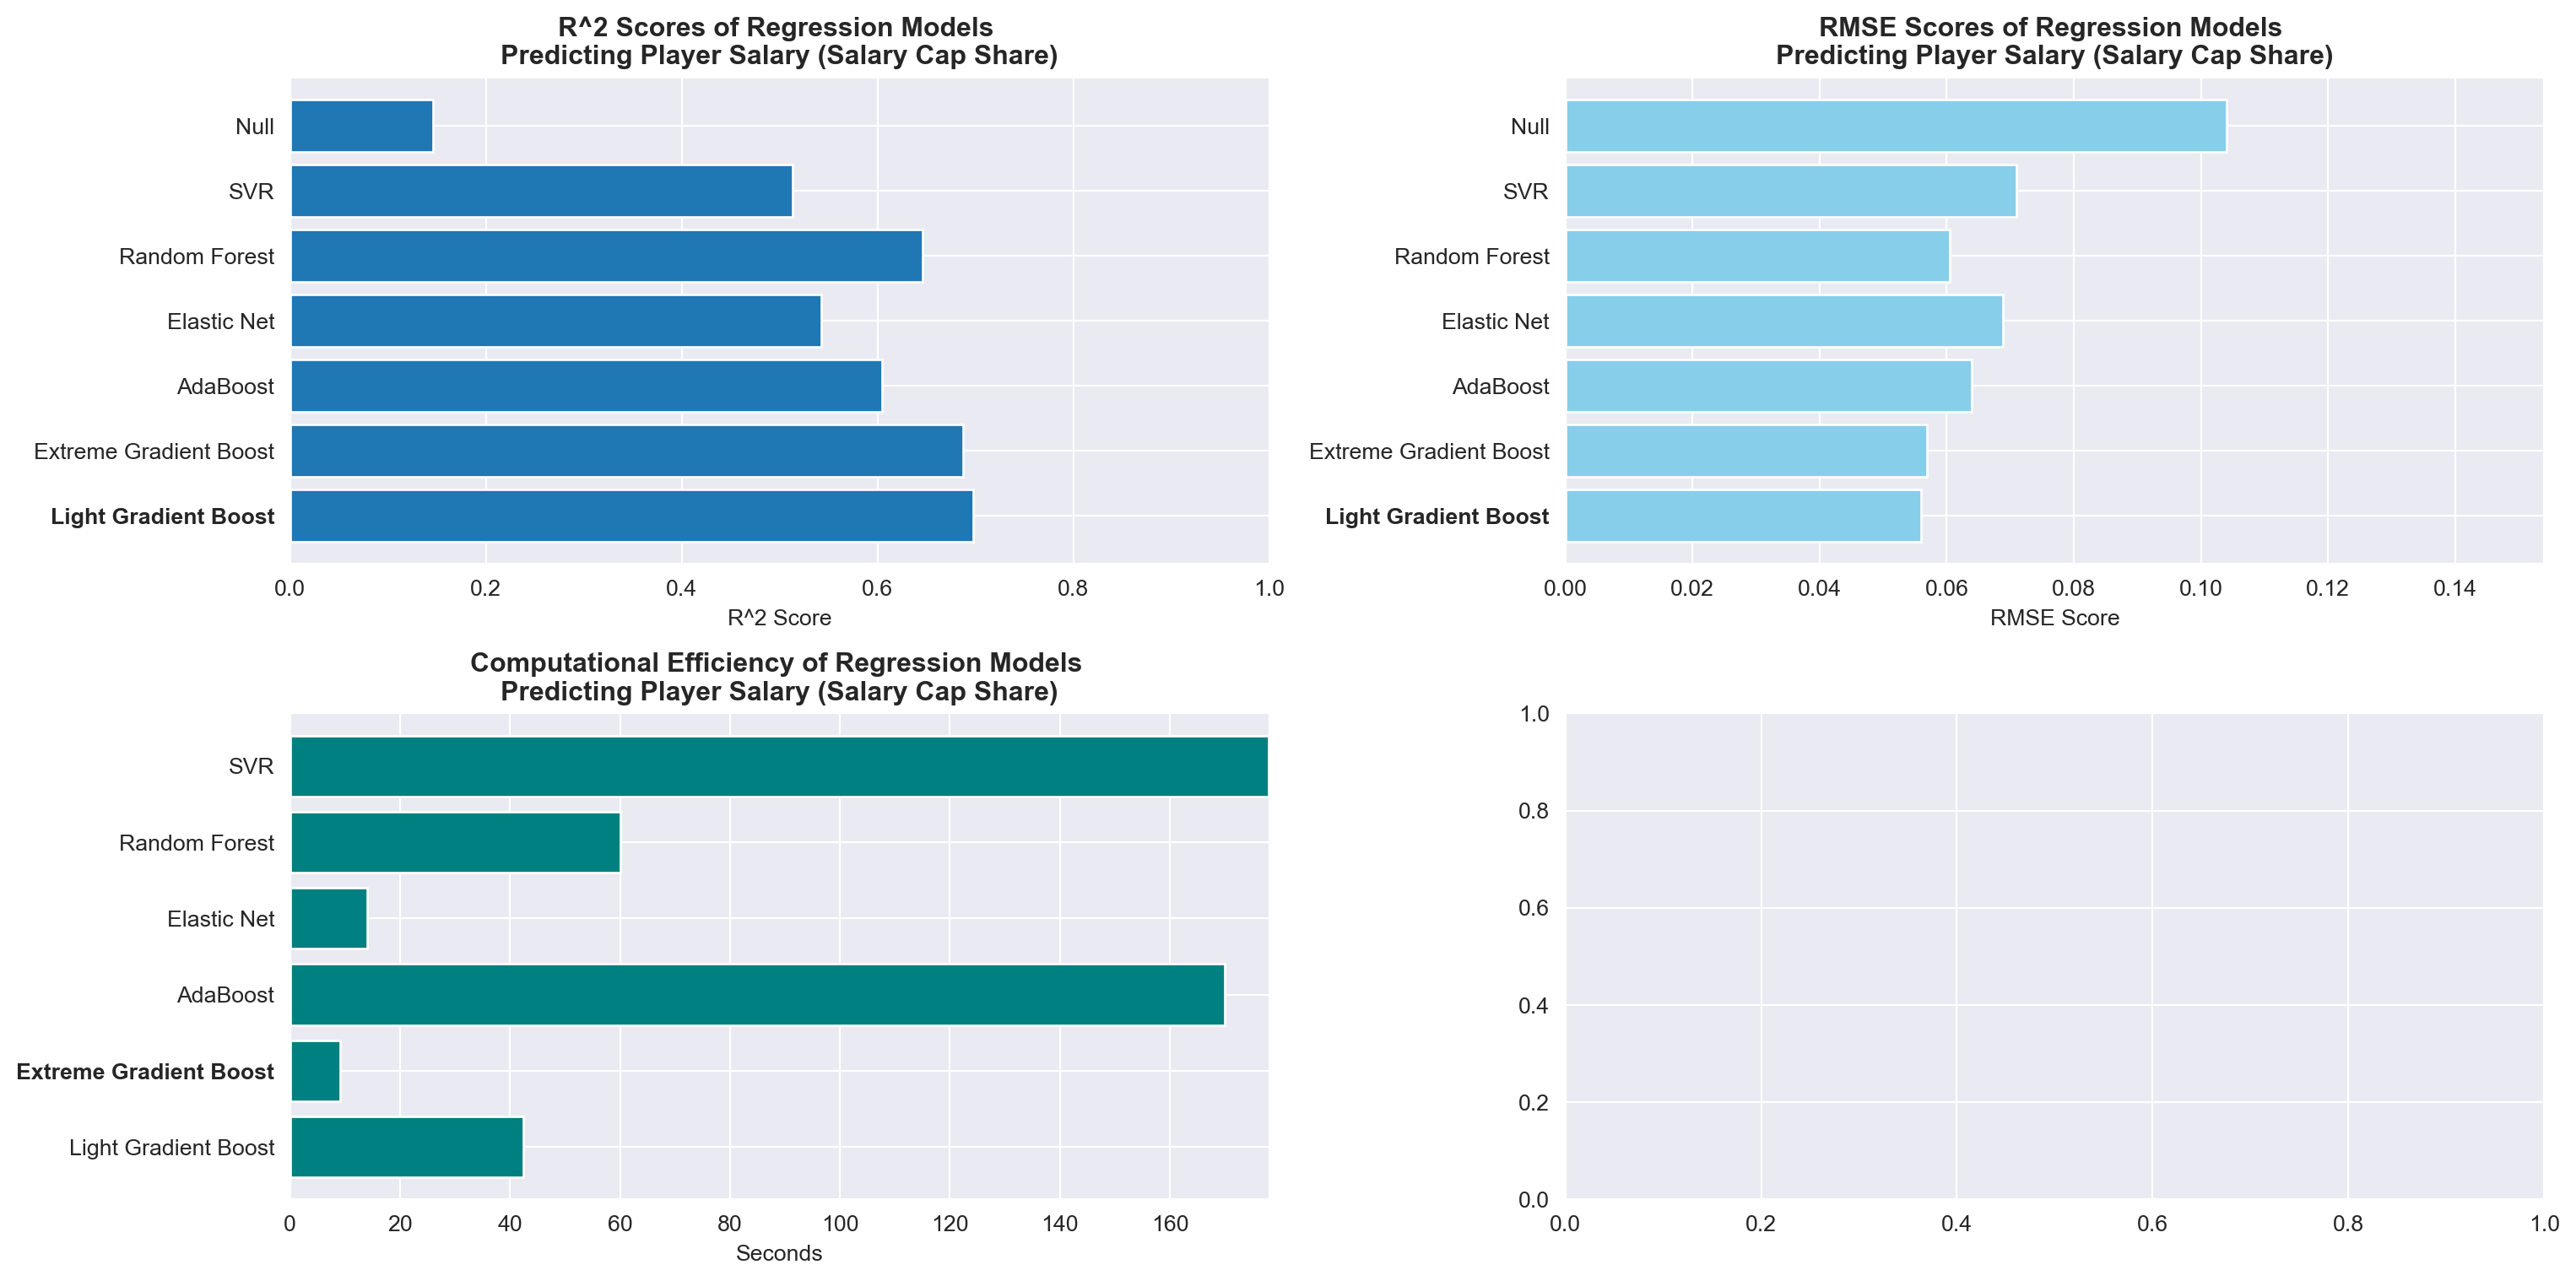 R^2 Scores of Regression Models
Predicting Player Salary (Salary Cap Share)
Null
SVR
Random Forest
Elastic Net
AdaBoost
Extreme Gradient Boost
Light Gradient Boost
0.0 0.2 0.4 0.6 0.8 1.0
R^2 Score
RMSE Scores of Regression Models
Predicting Player Salary (Salary Cap Share)
Null
SVR
Random Forest
Elastic Net
AdaBoost
Extreme Gradient Boost
Light Gradient Boost
0.00 0.02 0.04 0.06 0.08 0.10 0.12 0.14
RMSE Score
Computational Efficiency of Regression Models
Predicting Player Salary (Salary Cap Share)
SVR
Random Forest
Elastic Net
AdaBoost
Extreme Gradient Boost
Light Gradient Boost
0 20 40 60 80 100 120 140 160
Seconds
1.0
0.8
0.6
0.4
0.2
0.0
0.0 0.2 0.4 0.6 0.8 1.0